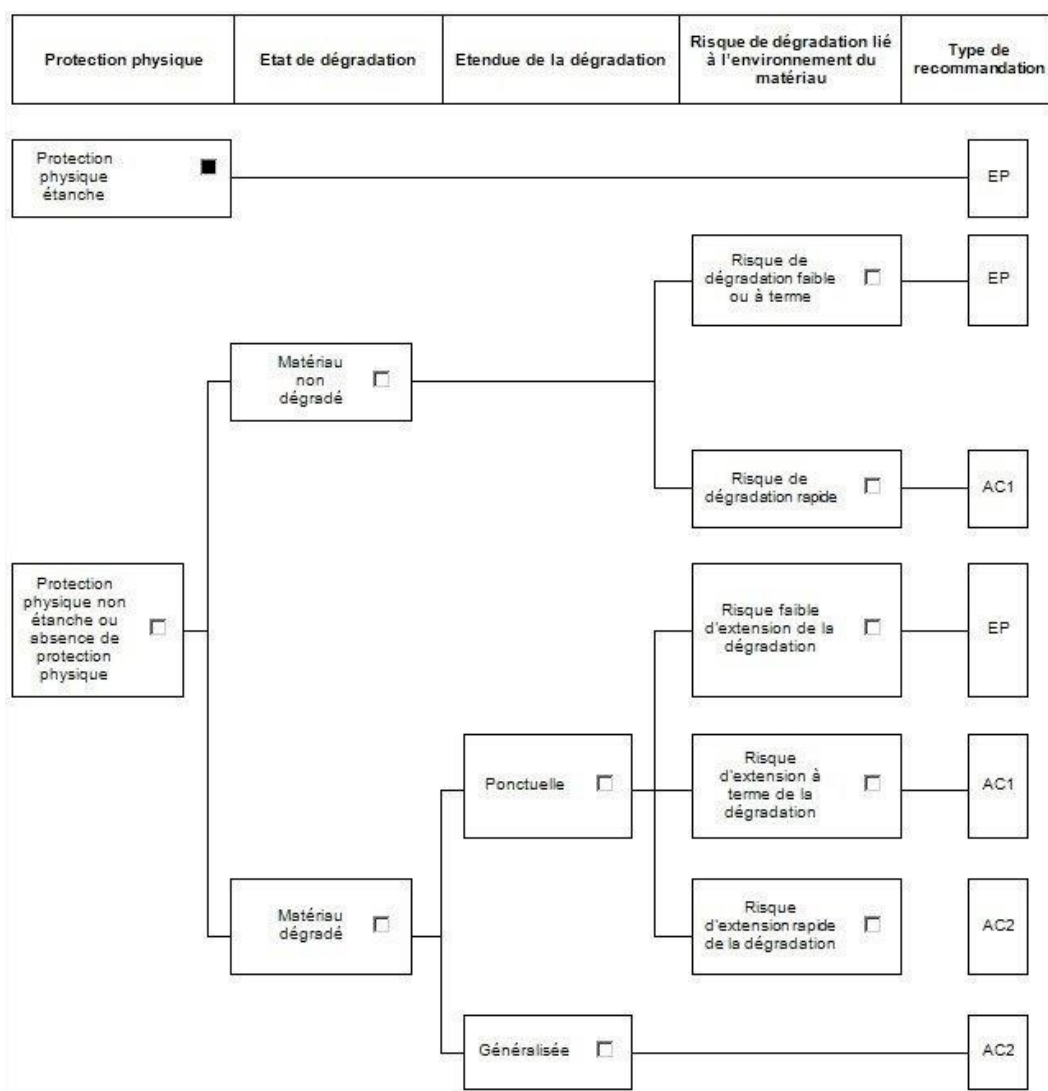 Protection physique
Etat de dégradation
Etendue de la dégradation
Risque de dégradation lié
à l'environnement du
matériau
Type de
recommandation
Protection
physique
étanche
EP
Risque de
dégradation faible
ou à terme
EP
Matériau
non
dégradé
Risque de
dégradation rapide
AC1
Protection
physique non
étanche ou
absence de
protection
physique
Risque faible
d'extension de la
dégradation
EP
Ponctuelle
Risque
d'extension à
terme de la
dégradation
AC1
Matériau
dégradé
Risque
d'extension rapide
de la dégradation
AC2
Généralisée
AC2